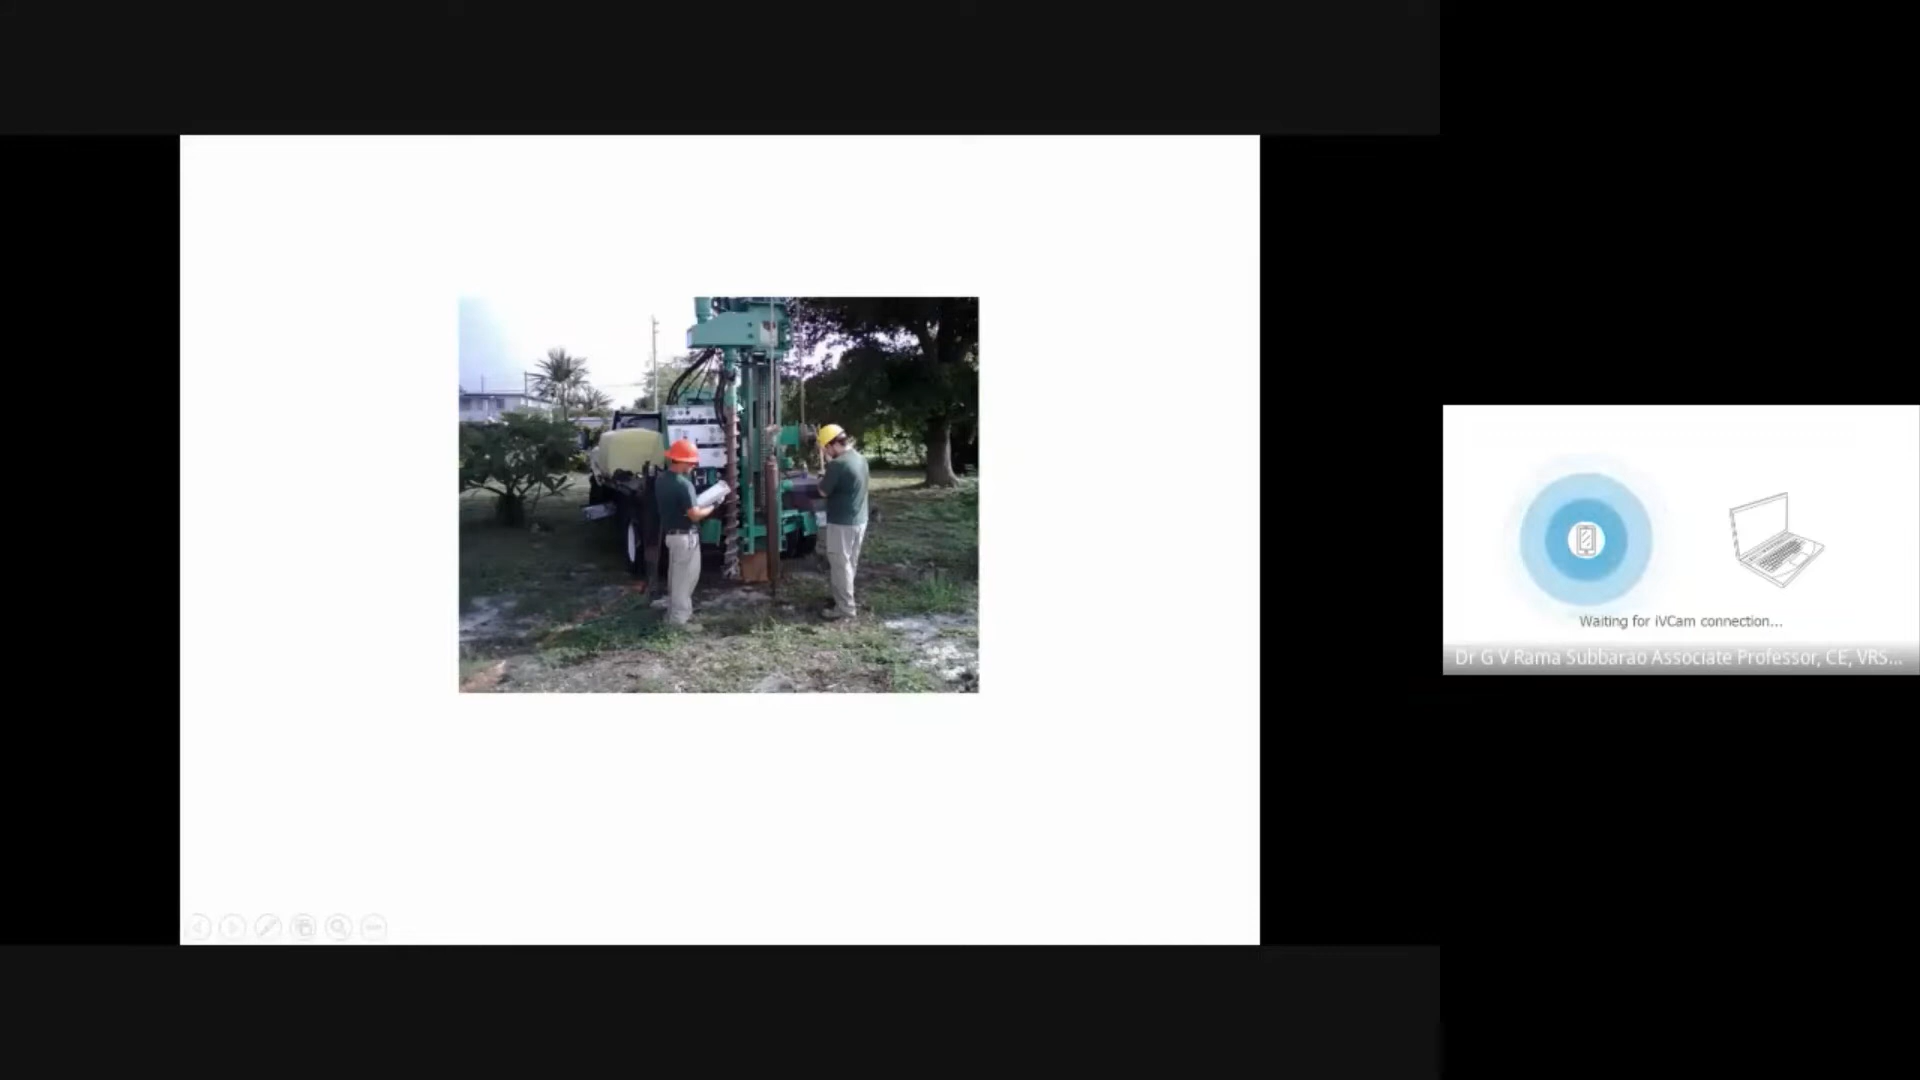 Waiting for iVCam connection...
Dr G V Rama Subbarao Associate Professor, CE, VRS...